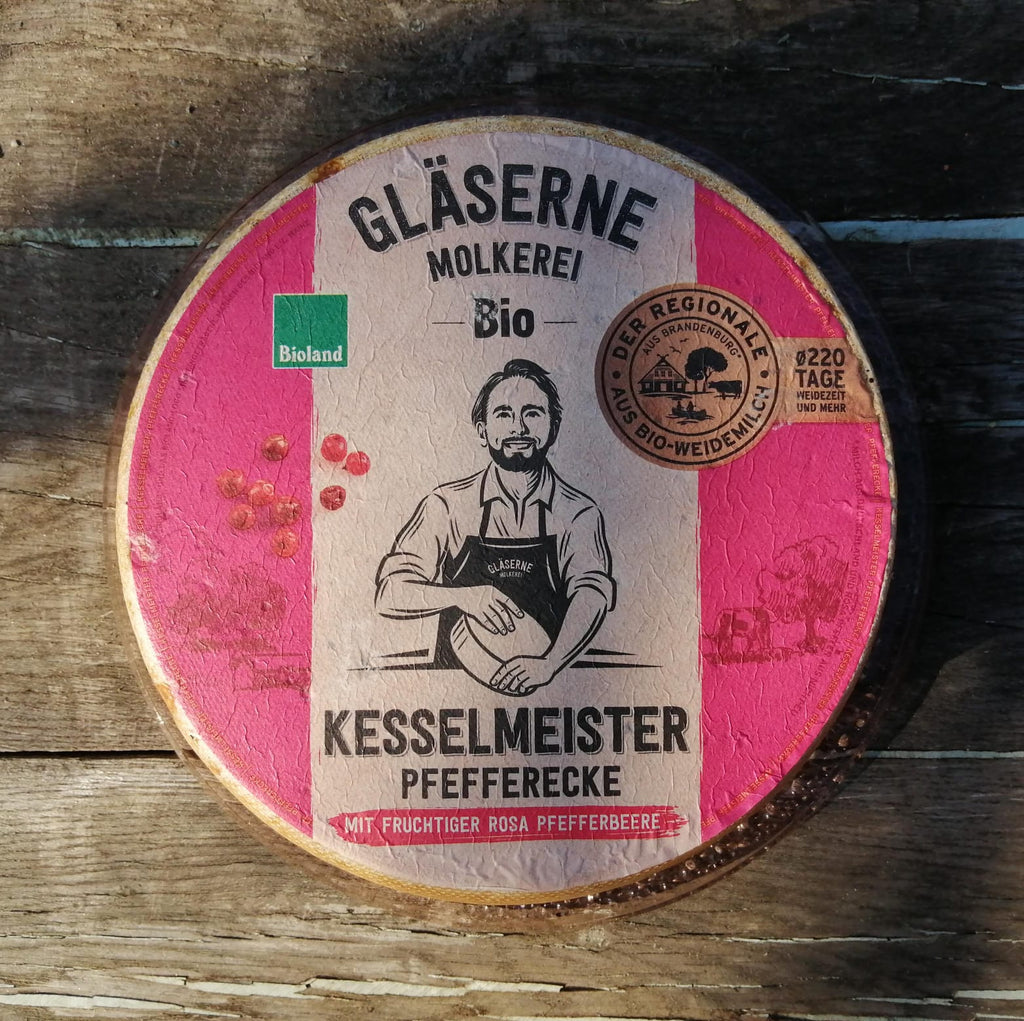 GLÄSERNE
MOLKEREI
Bio
Bioland
DER REGIONALE
AUS BRANDENBURG*
AUS BIO-WEIDEMILCH
Ø220
TAGE
WEIDEZEIT
UND MEHR
GLÄSERNE
MOLKEREI
KESSELMEISTER
PFEFFERECKE
MIT FRUCHTIGER ROSA PFEFFERBEERE